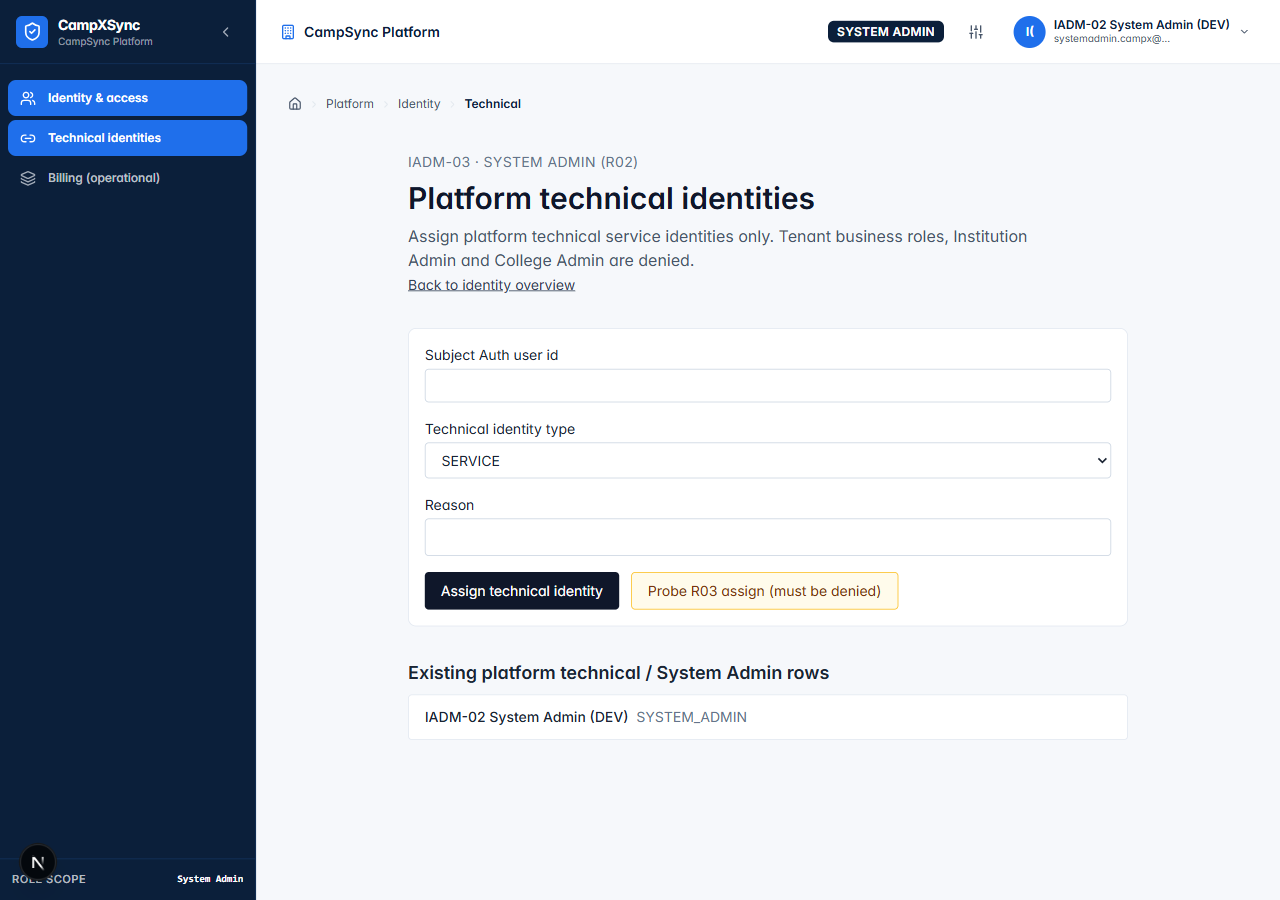 CampXSync
CampSync Platform
Identity & access
Technical identities
Billing (operational)
N
System Admin
CampSync Platform
SYSTEM ADMIN
I(
IADM-02 System Admin (DEV)
systemadmin.campx@...
Platform
Identity
Technical
IADM-03 · SYSTEM ADMIN (R02)
Platform technical identities
Assign platform technical service identities only. Tenant business roles, Institution
Admin and College Admin are denied.
Back to identity overview
Subject Auth user id
Technical identity type
SERVICE
Reason
Assign technical identity
Probe R03 assign (must be denied)
Existing platform technical / System Admin rows
IADM-02 System Admin (DEV) SYSTEM_ADMIN
ROLE SCOPE